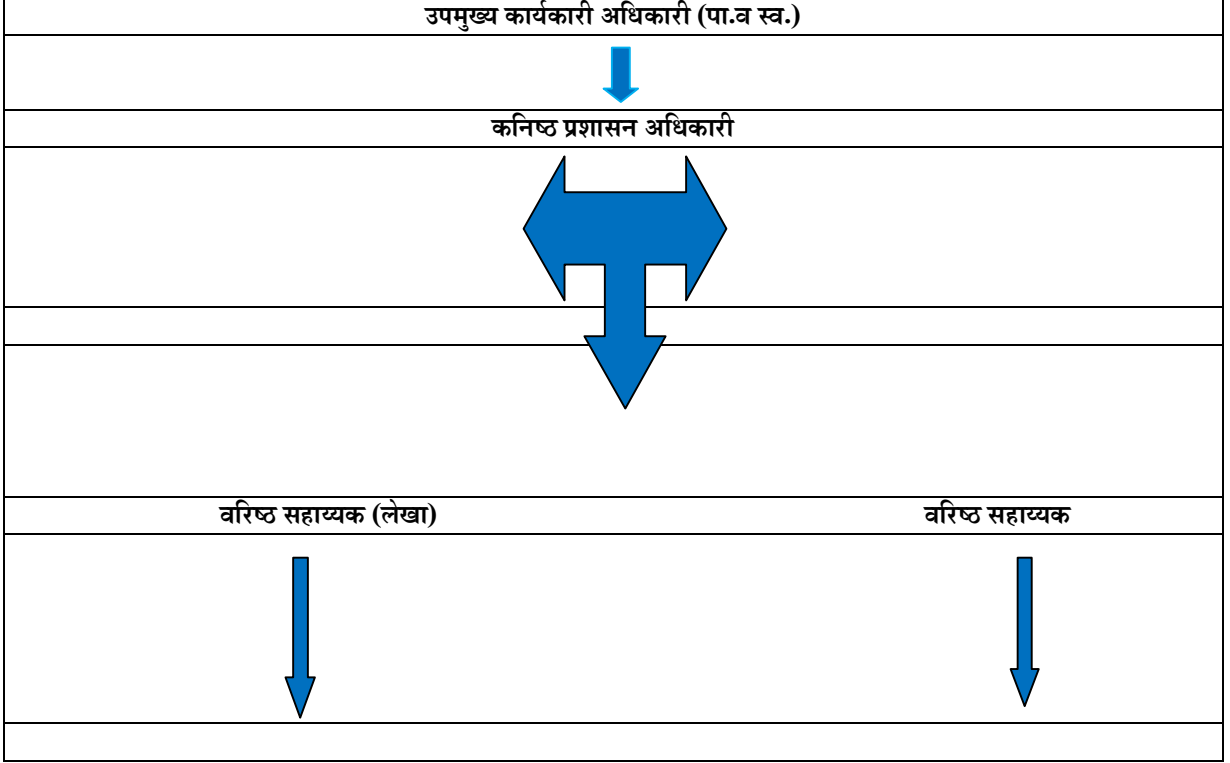 उपमुख्य कार्यकारी अधिकारी (पा.व स्व.)
कनिष्ठ प्रशासन अधिकारी
वरिष्ठ सहाय्यक (लेखा) वरिष्ठ सहाय्यक